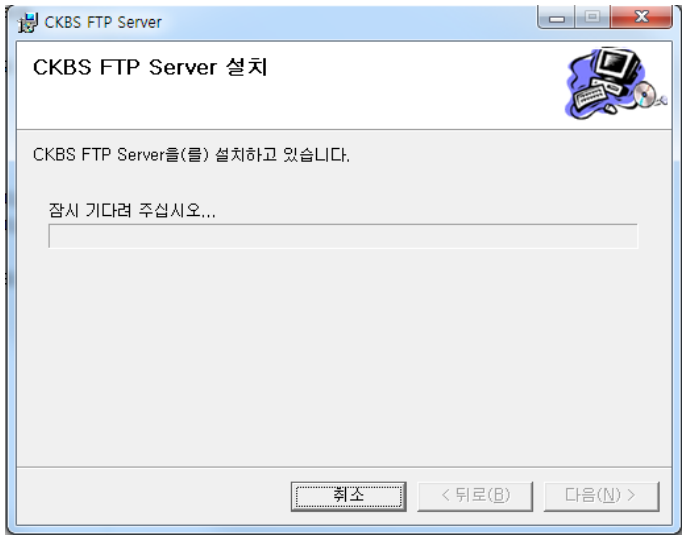 CKBS FTP Server
CKBS FTP Server 설치
CKBS FTP Server을(를) 설치하고 있습니다.
잠시 기다려 주십시오...
취소
< 뒤로(B)
다음(N) >